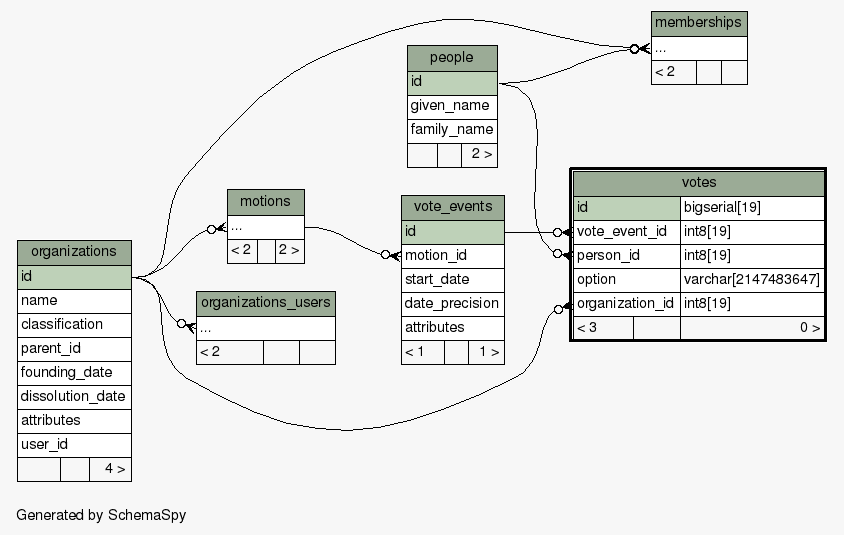 memberships
...
< 2
people
id
given_name
family_name
2 >
votes
id bigserial[19]
vote_event_id int8[19]
person_id int8[19]
option varchar[2147483647]
organization_id int8[19]
< 3 0 >
motions
...
< 2 2 >
vote_events
id
motion_id
start_date
date_precision
attributes
< 1 1 >
organizations
id
name
classification
parent_id
founding_date
dissolution_date
attributes
user_id
4 >
organizations_users
...
< 2
Generated by SchemaSpy